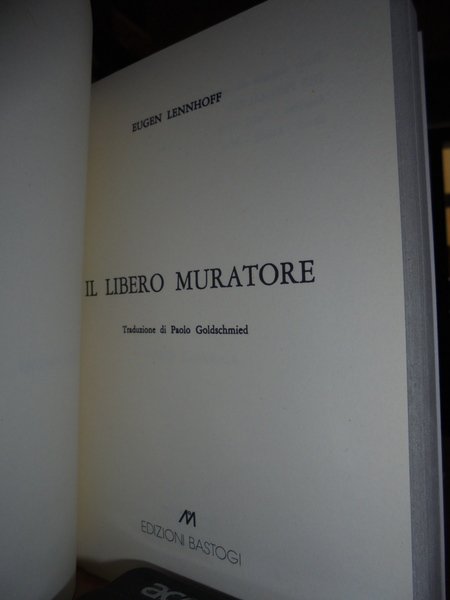 EUGEN LENNHOFF
IL LIBERO MURATORE
Traduzione di Paolo Goldschmied
EDIZIONI BASTOGI